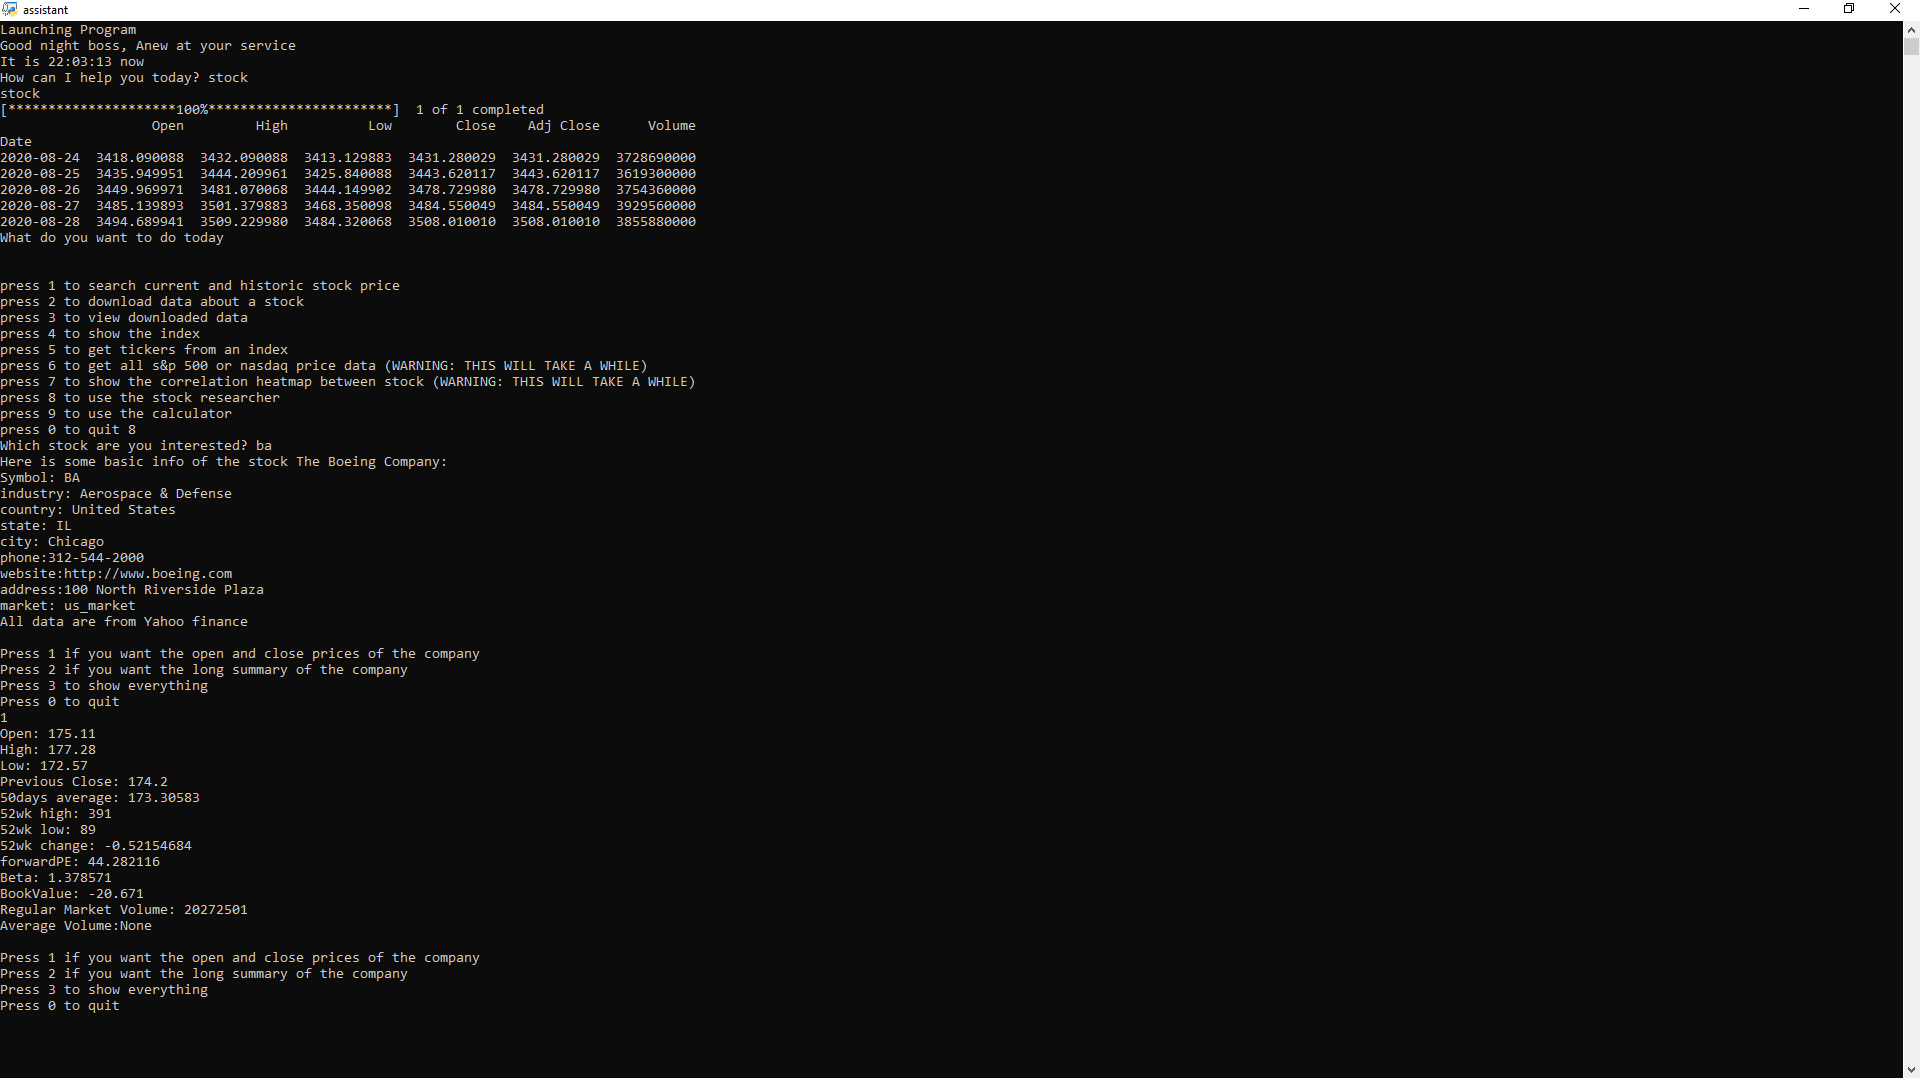 assistant
Launching Program
Good night boss, Anew at your service
It is 22:03:13 now
How can I help you today? stock
stock
[*********************100%***********************]  1 of 1 completed
                   Open         High          Low        Close    Adj Close      Volume
Date
2020-08-24  3418.090088  3432.090088  3413.129883  3431.280029  3431.280029  3728690000
2020-08-25  3435.949951  3444.209961  3425.840088  3443.620117  3443.620117  3619300000
2020-08-26  3449.969971  3481.070068  3444.149902  3478.729980  3478.729980  3754360000
2020-08-27  3485.139893  3501.379883  3468.350098  3484.550049  3484.550049  3929560000
2020-08-28  3494.689941  3509.229980  3484.320068  3508.010010  3508.010010  3855880000
What do you want to do today
press 1 to search current and historic stock price
press 2 to download data about a stock
press 3 to view downloaded data
press 4 to show the index
press 5 to get tickers from an index
press 6 to get all s&p 500 or nasdaq price data (WARNING: THIS WILL TAKE A WHILE)
press 7 to show the correlation heatmap between stock (WARNING: THIS WILL TAKE A WHILE)
press 8 to use the stock researcher
press 9 to use the calculator
press 0 to quit 8
Which stock are you interested? ba
Here is some basic info of the stock The Boeing Company:
Symbol: BA
industry: Aerospace & Defense
country: United States
state: IL
city: Chicago
phone:312-544-2000
website:http://www.boeing.com
address:100 North Riverside Plaza
market: us_market
All data are from Yahoo finance
Press 1 if you want the open and close prices of the company
Press 2 if you want the long summary of the company
Press 3 to show everything
Press 0 to quit
1
Open: 175.11
High: 177.28
Low: 172.57
Previous Close: 174.2
50days average: 173.30583
52wk high: 391
52wk low: 89
52wk change: -0.52154684
forwardPE: 44.282116
Beta: 1.378571
BookValue: -20.671
Regular Market Volume: 20272501
Average Volume:None
Press 1 if you want the open and close prices of the company
Press 2 if you want the long summary of the company
Press 3 to show everything
Press 0 to quit